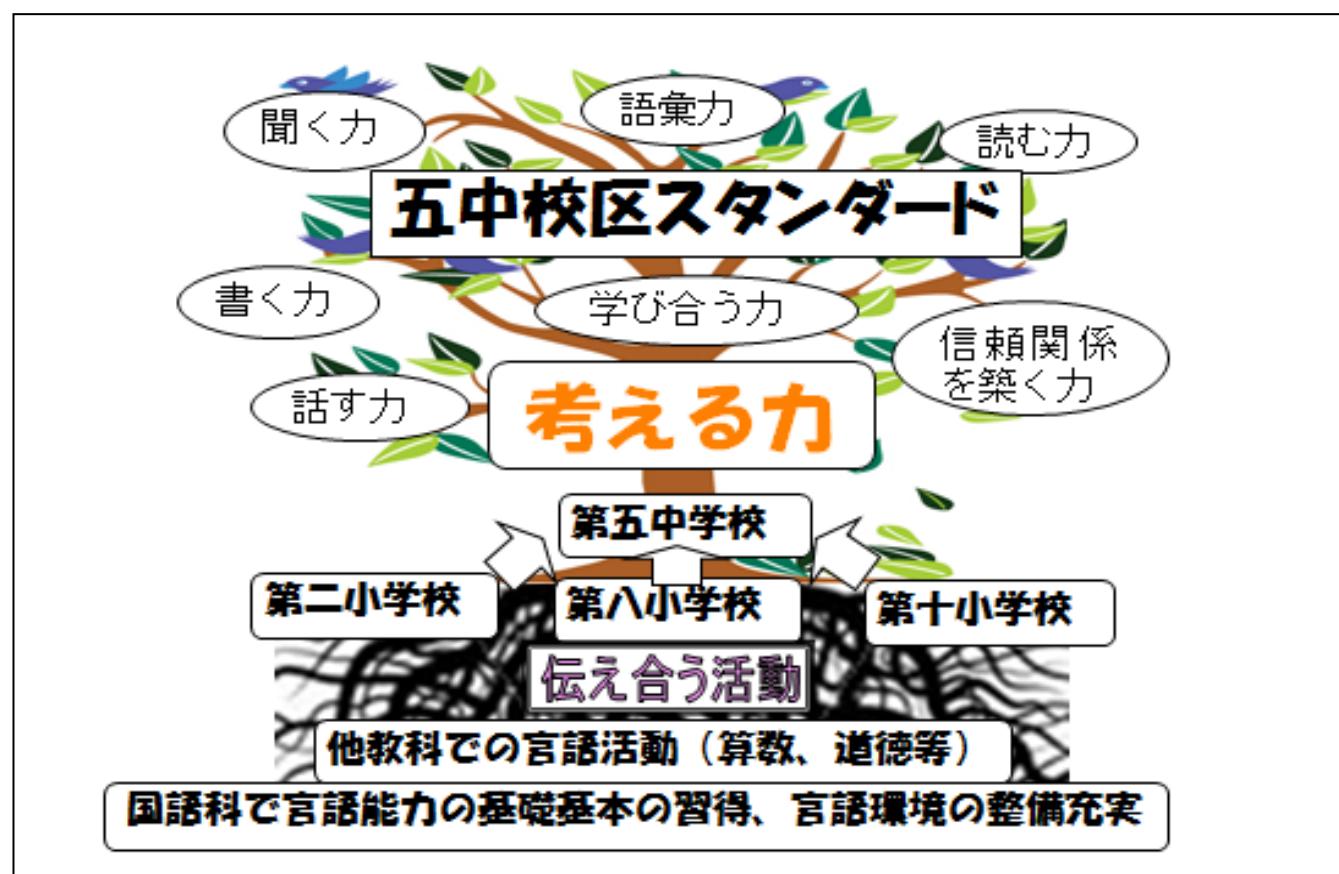 聞く力
語彙力
読む力
五中校区スタンダード
書く力
学び合う力
信頼関係
を築く力
話す力
考える力
第五中学校
第二小学校
第八小学校
第十小学校
伝え合う活動
他教科での言語活動（算数、道徳等）
国語科で言語能力の基礎基本の習得、言語環境の整備充実